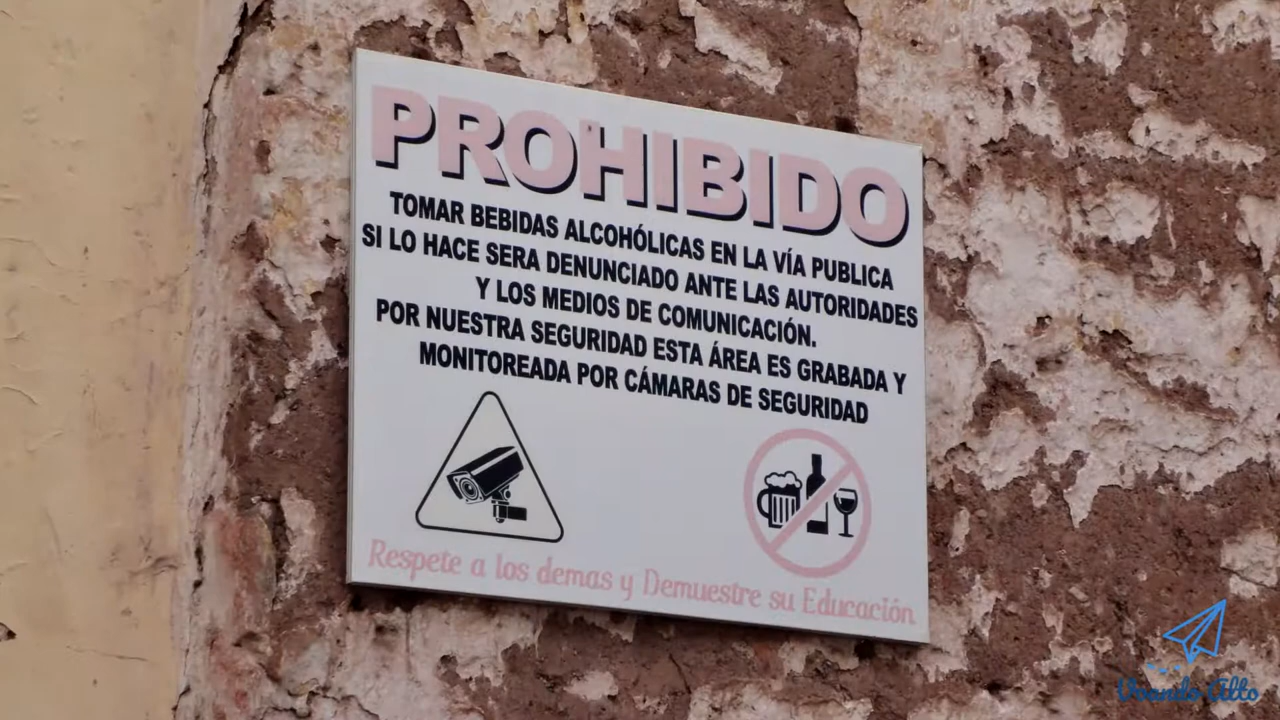 PROHIBIDO
TOMAR BEBIDAS ALCOHÓLICAS EN LA VÍA PUBLICA
SI LO HACE SERA DENUNCIADO ANTE LAS AUTORIDADES
Y LOS MEDIOS DE COMUNICACIÓN.
POR NUESTRA SEGURIDAD ESTA ÁREA ES GRABADA Y
MONITOREADA POR CÁMARAS DE SEGURIDAD
Respete a los demas y Demuestre su Educación
Volando Alto